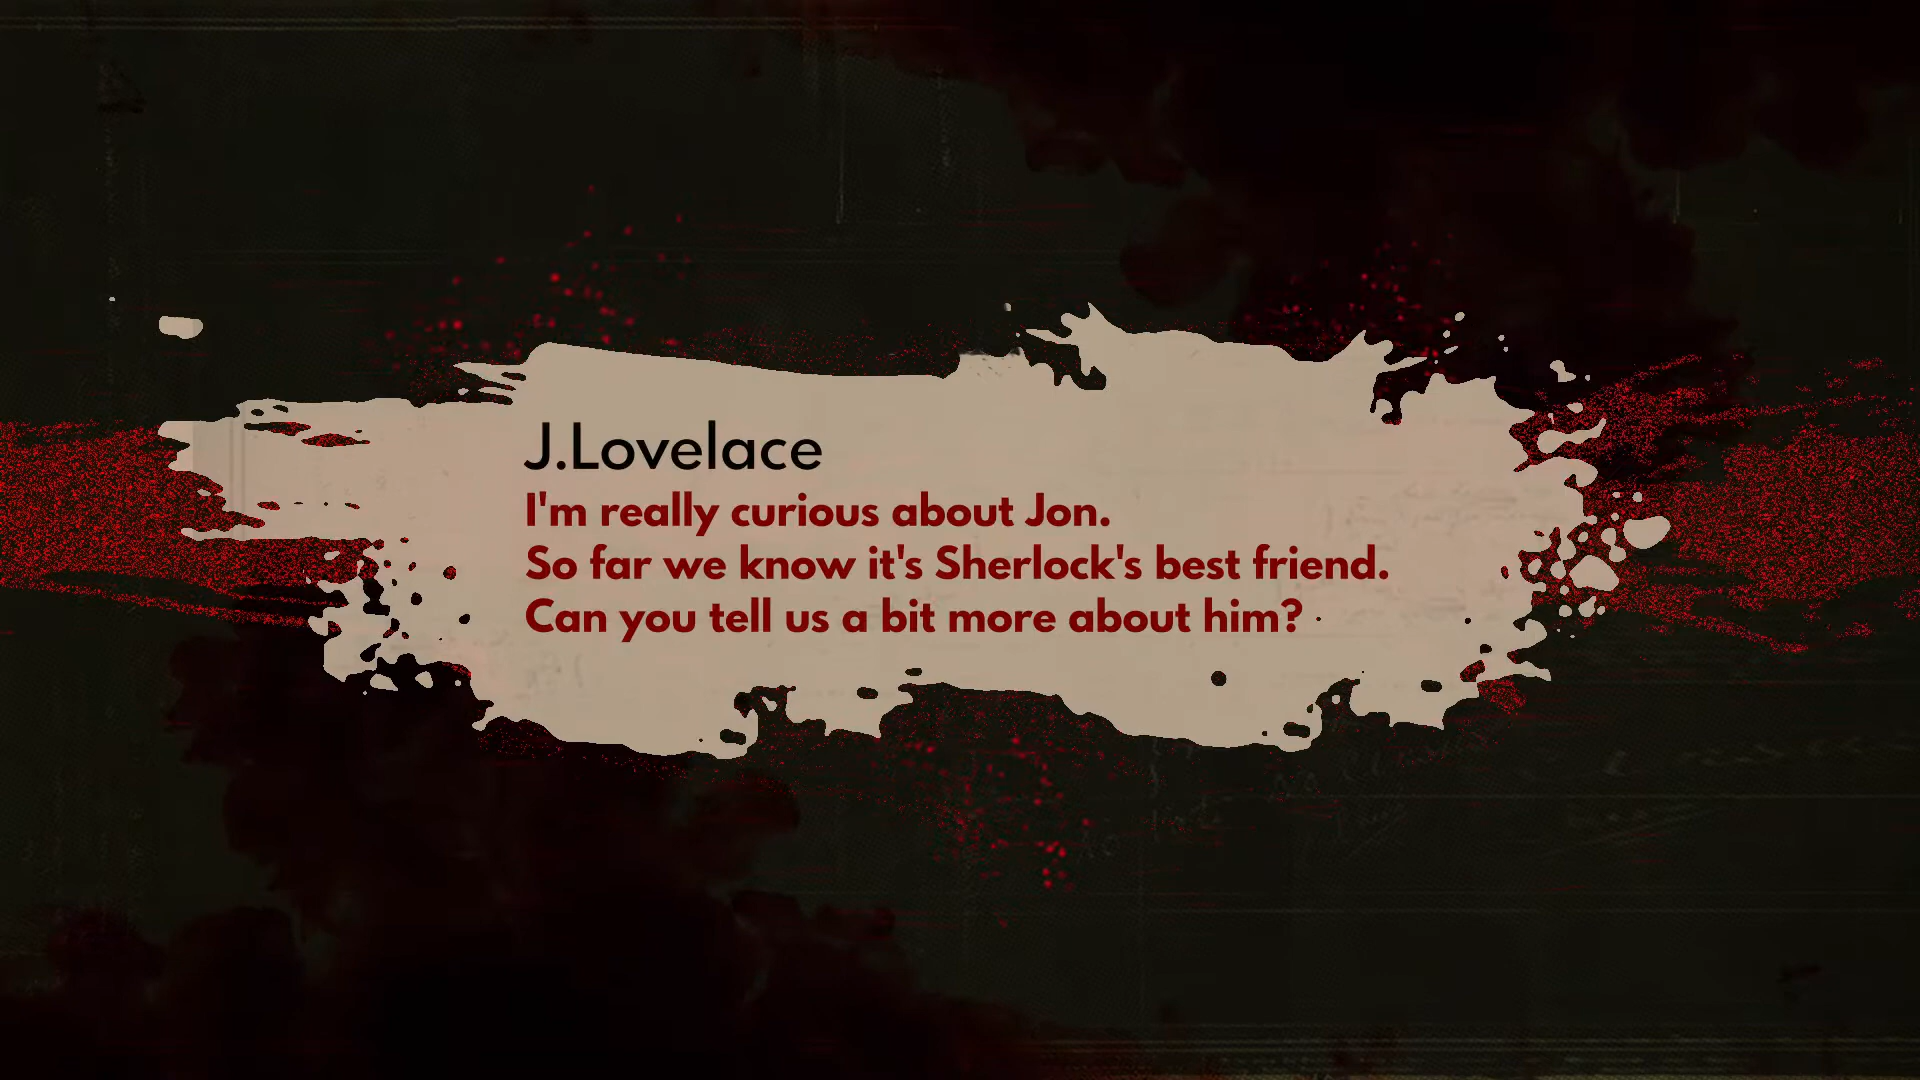 J.Lovelace
I'm really curious about Jon.
So far we know it's Sherlock's best friend.
Can you tell us a bit more about him?